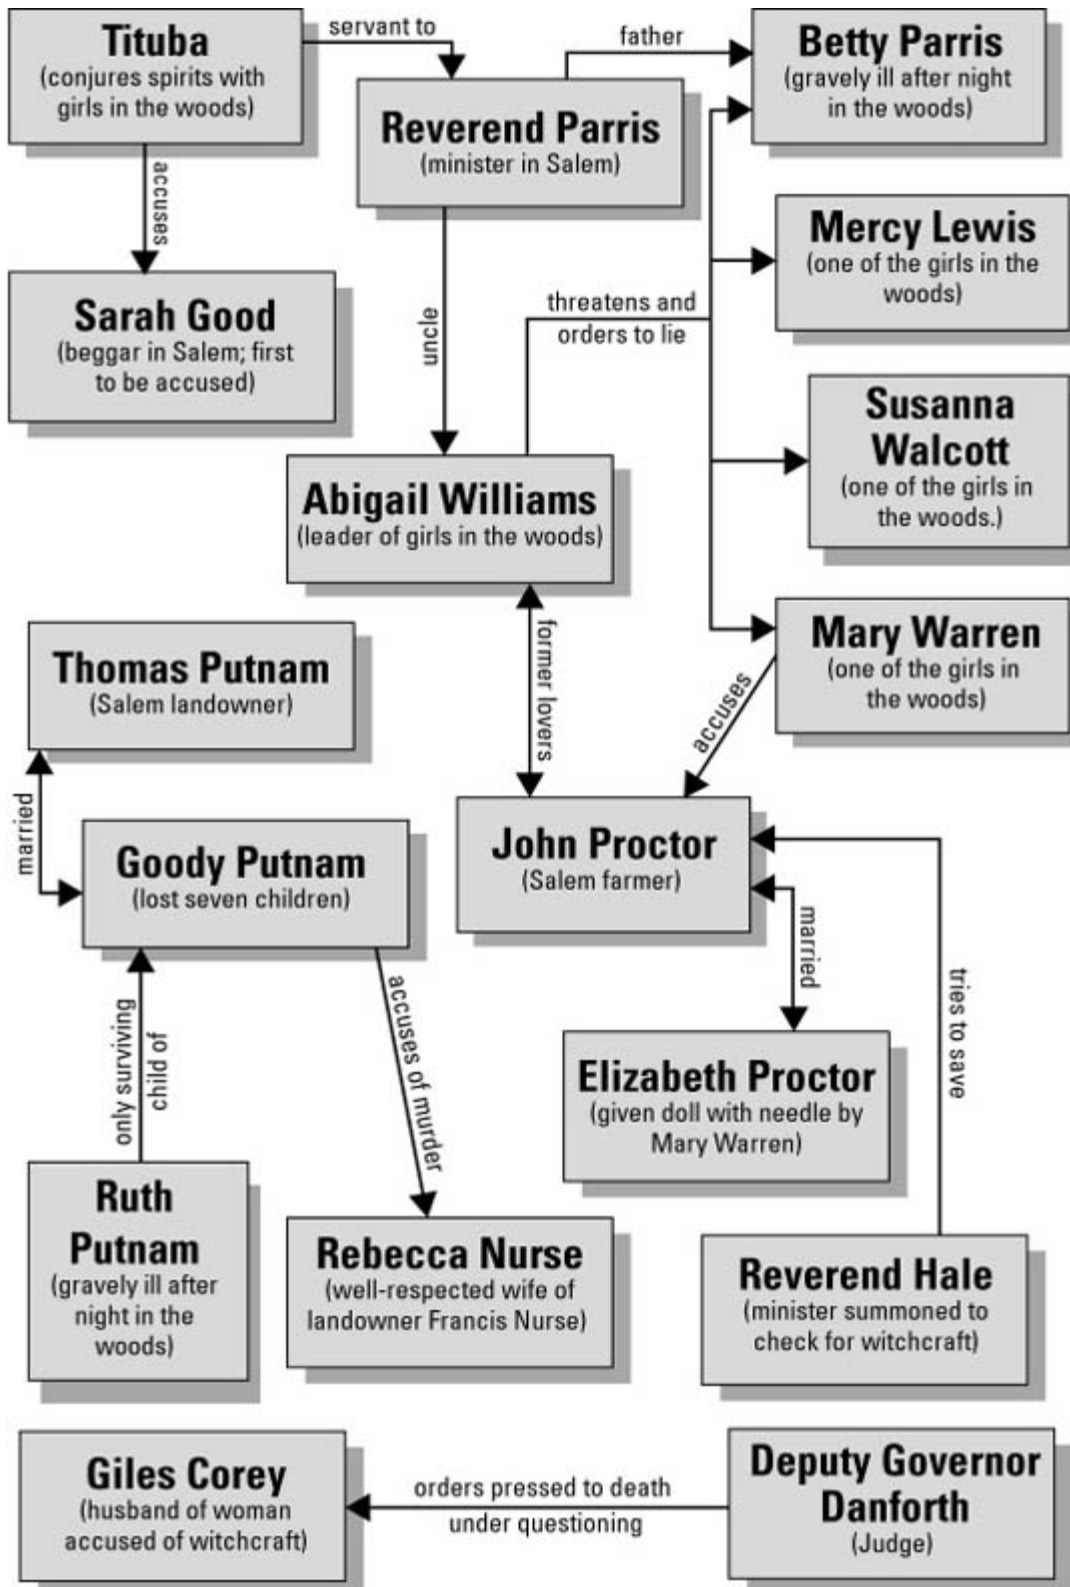 Tituba
(conjures spirits with
girls in the woods)
servant to
father
Betty Parris
(gravely ill after night
in the woods)
Reverend Parris
(minister in Salem)
accuses
Mercy Lewis
(one of the girls in the
woods)
Sarah Good
(beggar in Salem; first
to be accused)
uncle
threatens and
orders to lie
Susanna
Walcott
(one of the girls in
the woods.)
Abigail Williams
(leader of girls in the woods)
former lovers
Mary Warren
(one of the girls in
the woods)
accuses
Thomas Putnam
(Salem landowner)
married
Goody Putnam
(lost seven children)
John Proctor
(Salem farmer)
married
tries to save
only surviving
child of
accuses of murder
Elizabeth Proctor
(given doll with needle by
Mary Warren)
Ruth
Putnam
(gravely ill after
night in the
woods)
Rebecca Nurse
(well-respected wife of
landowner Francis Nurse)
Reverend Hale
(minister summoned to
check for witchcraft)
Giles Corey
(husband of woman
accused of witchcraft)
orders pressed to death
under questioning
Deputy Governor
Danforth
(Judge)